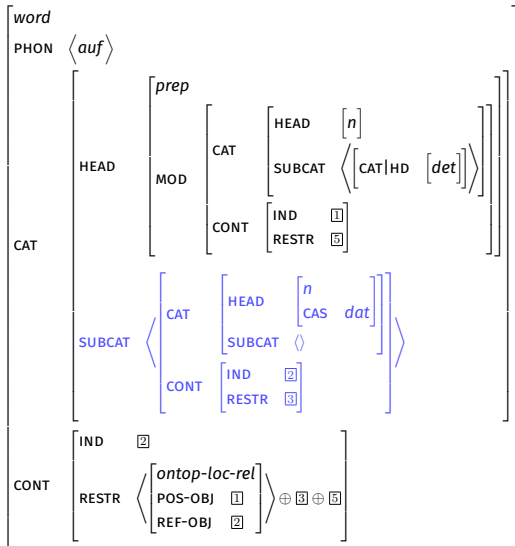 word
PHON ⟨auf⟩
prep
HEAD [n]
CAT
SUBCAT ⟨[CAT|HD [det]]⟩
HEAD
MOD
IND 1
CONT
RESTR 5
CAT
n
HEAD
CAS dat
CAT
SUBCAT ⟨⟩
SUBCAT
IND 2
CONT
RESTR 3
IND 2
ontop-loc-rel
CONT
RESTR ⟨ POS-OBJ 1 ⟩ ⊕ 3 ⊕ 5
REF-OBJ 2